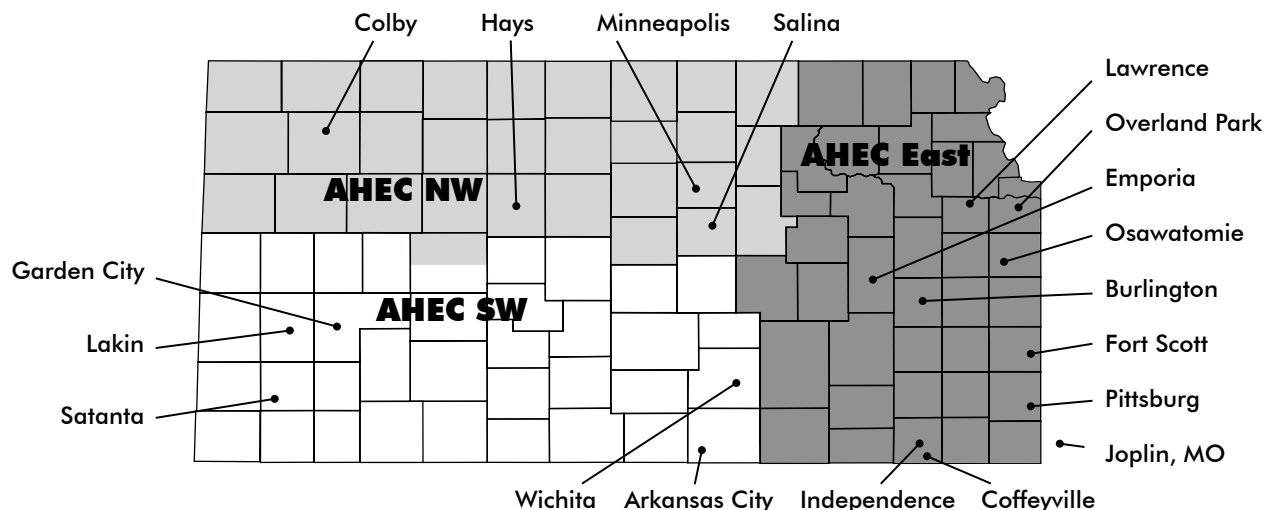 Colby
Hays
Minneapolis
Salina
Lawrence
Overland Park
AHEC East
Emporia
AHEC NW
Osawatomie
Garden City
Burlington
AHEC SW
Lakin
Fort Scott
Pittsburg
Satanta
Joplin, MO
Wichita
Arkansas City
Independence
Coffeyville